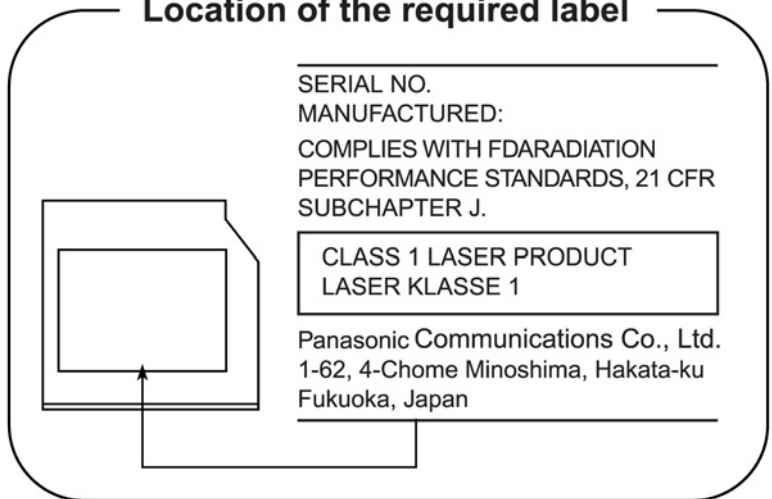 Location of the required label
SERIAL NO.
MANUFACTURED:
COMPLIES WITH FDARADIATION
PERFORMANCE STANDARDS, 21 CFR
SUBCHAPTER J.
CLASS 1 LASER PRODUCT
LASER KLASSE 1
Panasonic Communications Co., Ltd.
1-62, 4-Chome Minoshima, Hakata-ku
Fukuoka, Japan